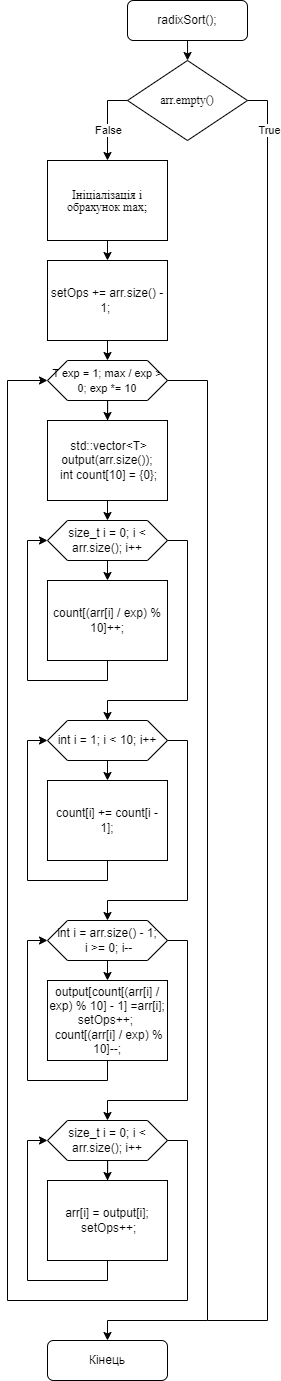 radixSort();
arr.empty()
False
True
Ініціалізація і
обрахунок max;
setOps += arr.size() -
1;
T exp = 1; max / exp >
0; exp *= 10
std::vector<T>
output(arr.size());
int count[10] = {0};
size_t i = 0; i <
arr.size(); i++
count[(arr[i] / exp) %
10]++;
int i = 1; i < 10; i++
count[i] += count[i -
1];
int i = arr.size() - 1;
i >= 0; i--
output[count[(arr[i] /
exp) % 10] - 1] =arr[i];
setOps++;
count[(arr[i] / exp) %
10]--;
size_t i = 0; i <
arr.size(); i++
arr[i] = output[i];
setOps++;
Кінець